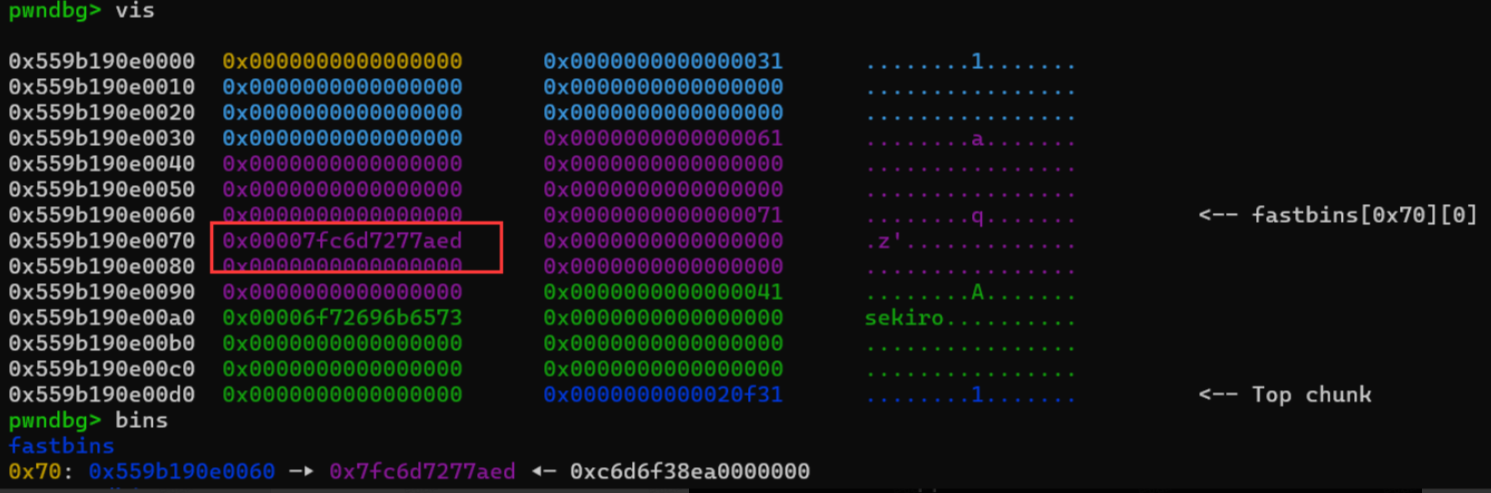 pwndbg> vis
0x559b190e0000 0x0000000000000000 0x0000000000000031 ........1.......
0x559b190e0010 0x0000000000000000 0x0000000000000000 ................
0x559b190e0020 0x0000000000000000 0x0000000000000000 ................
0x559b190e0030 0x0000000000000000 0x0000000000000061 ........a.......
0x559b190e0040 0x0000000000000000 0x0000000000000000 ................
0x559b190e0050 0x0000000000000000 0x0000000000000000 ................
0x559b190e0060 0x0000000000000000 0x0000000000000071 ........q....... <-- fastbins[0x70][0]
0x559b190e0070 0x00007fc6d7277aed 0x0000000000000000 .z'.............
0x559b190e0080 0x0000000000000000 0x0000000000000000 ................
0x559b190e0090 0x0000000000000000 0x0000000000000041 ........A.......
0x559b190e00a0 0x00006f72696b6573 0x0000000000000000 sekiro..........
0x559b190e00b0 0x0000000000000000 0x0000000000000000 ................
0x559b190e00c0 0x0000000000000000 0x0000000000000000 ................
0x559b190e00d0 0x0000000000000000 0x0000000000020f31 ........1....... <-- Top chunk
pwndbg> bins
fastbins
0x70: 0x559b190e0060 —▸ 0x7fc6d7277aed ◂— 0xc6d6f38ea0000000